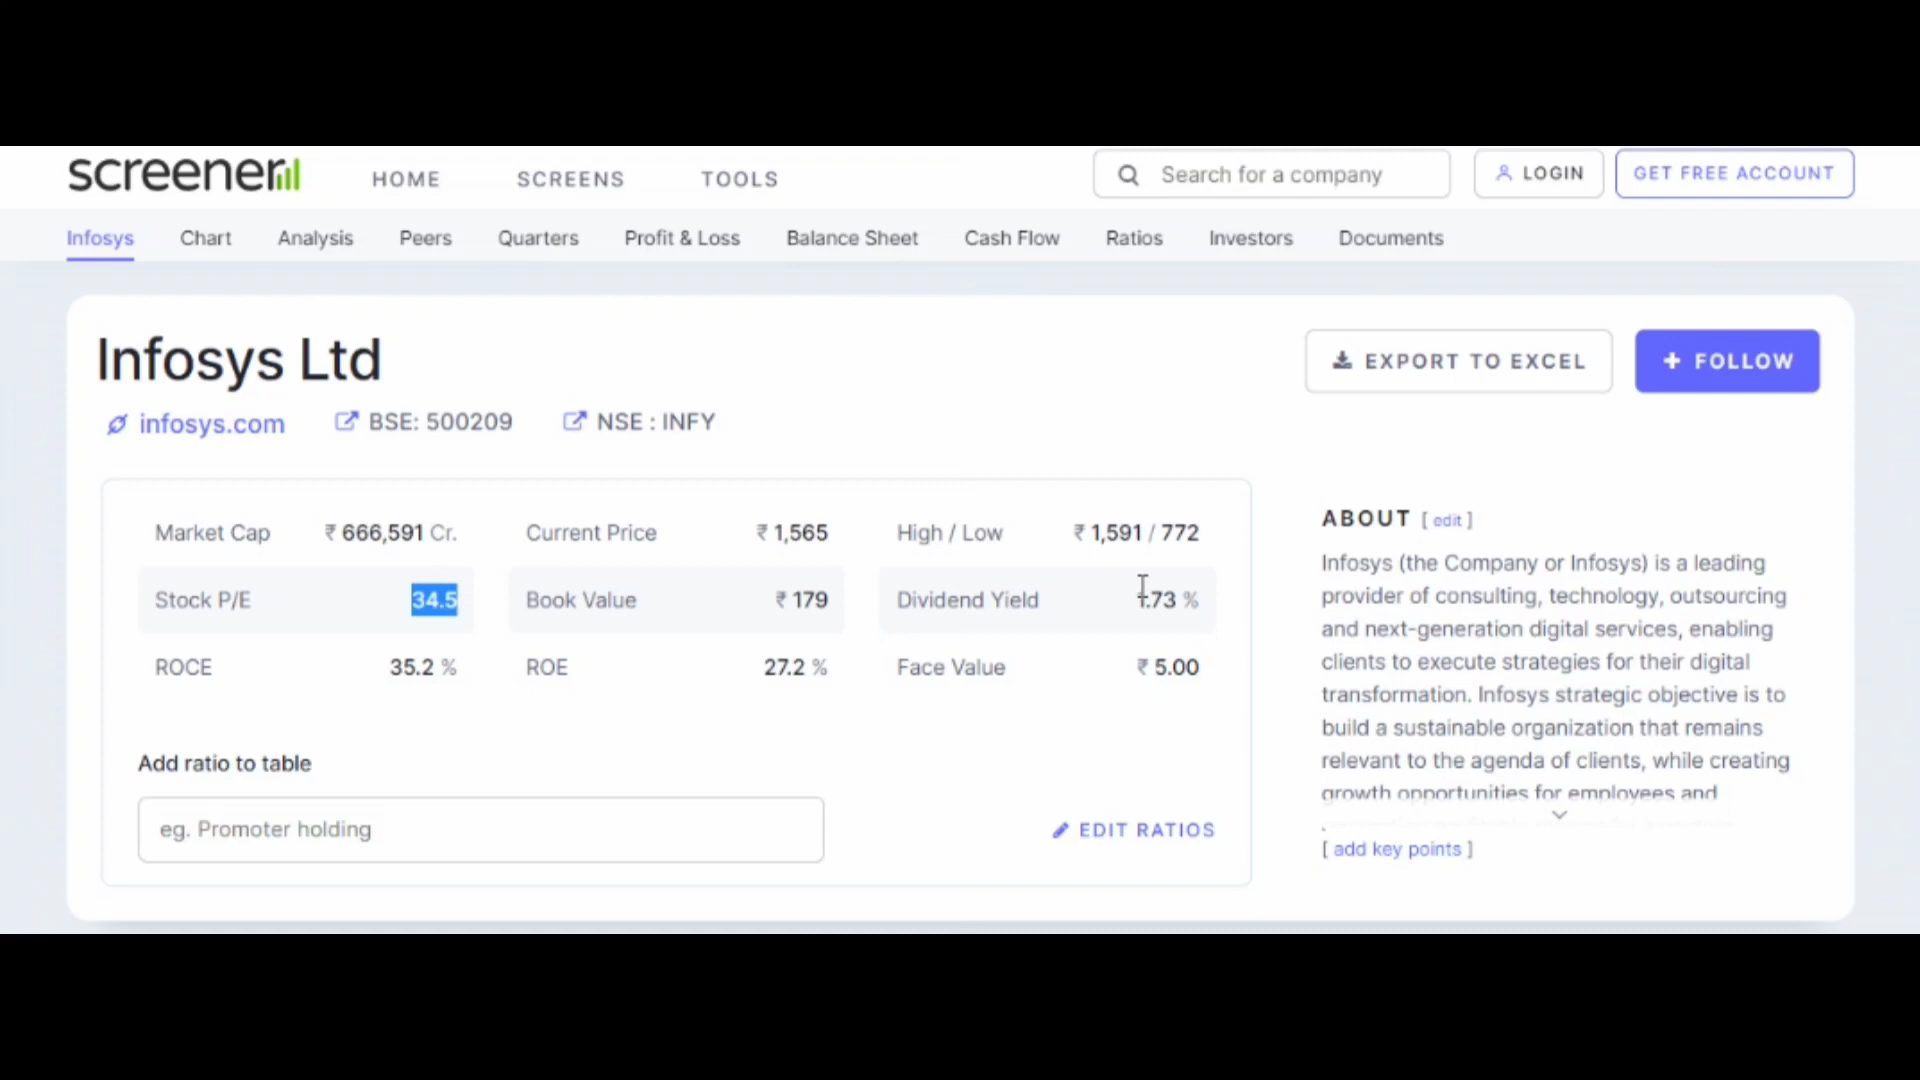 screener
HOME SCREENS TOOLS
Search for a company
LOGIN
GET FREE ACCOUNT
Infosys Chart Analysis Peers Quarters Profit & Loss Balance Sheet Cash Flow Ratios Investors Documents
Infosys Ltd
EXPORT TO EXCEL
+ FOLLOW
infosys.com BSE: 500209 NSE : INFY
Market Cap ₹ 666,591 Cr. Current Price ₹ 1,565 High / Low ₹ 1,591 / 772
Stock P/E 34.5 Book Value ₹ 179 Dividend Yield 1.73 %
ROCE 35.2 % ROE 27.2 % Face Value ₹ 5.00
Add ratio to table
eg. Promoter holding
EDIT RATIOS
ABOUT [ edit ]
Infosys (the Company or Infosys) is a leading
provider of consulting, technology, outsourcing
and next-generation digital services, enabling
clients to execute strategies for their digital
transformation. Infosys strategic objective is to
build a sustainable organization that remains
relevant to the agenda of clients, while creating
growth opportunities for employees and
[ add key points ]